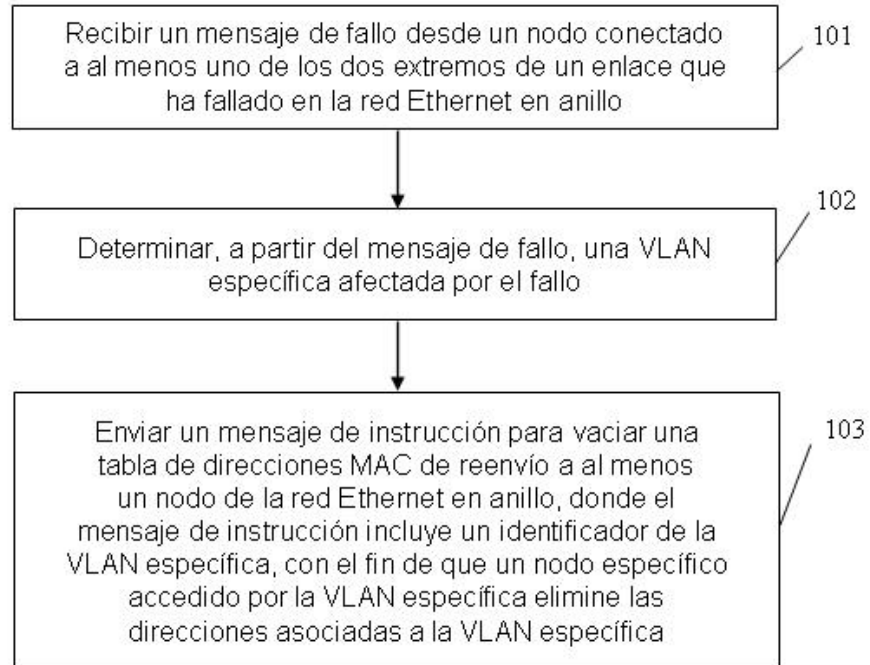 Recibir un mensaje de fallo desde un nodo conectado
a al menos uno de los dos extremos de un enlace que
ha fallado en la red Ethernet en anillo
101
Determinar, a partir del mensaje de fallo, una VLAN
específica afectada por el fallo
102
Enviar un mensaje de instrucción para vaciar una
tabla de direcciones MAC de reenvío a al menos
un nodo de la red Ethernet en anillo, donde el
mensaje de instrucción incluye un identificador de la
VLAN específica, con el fin de que un nodo específico
accedido por la VLAN específica elimine las
direcciones asociadas a la VLAN específica
103